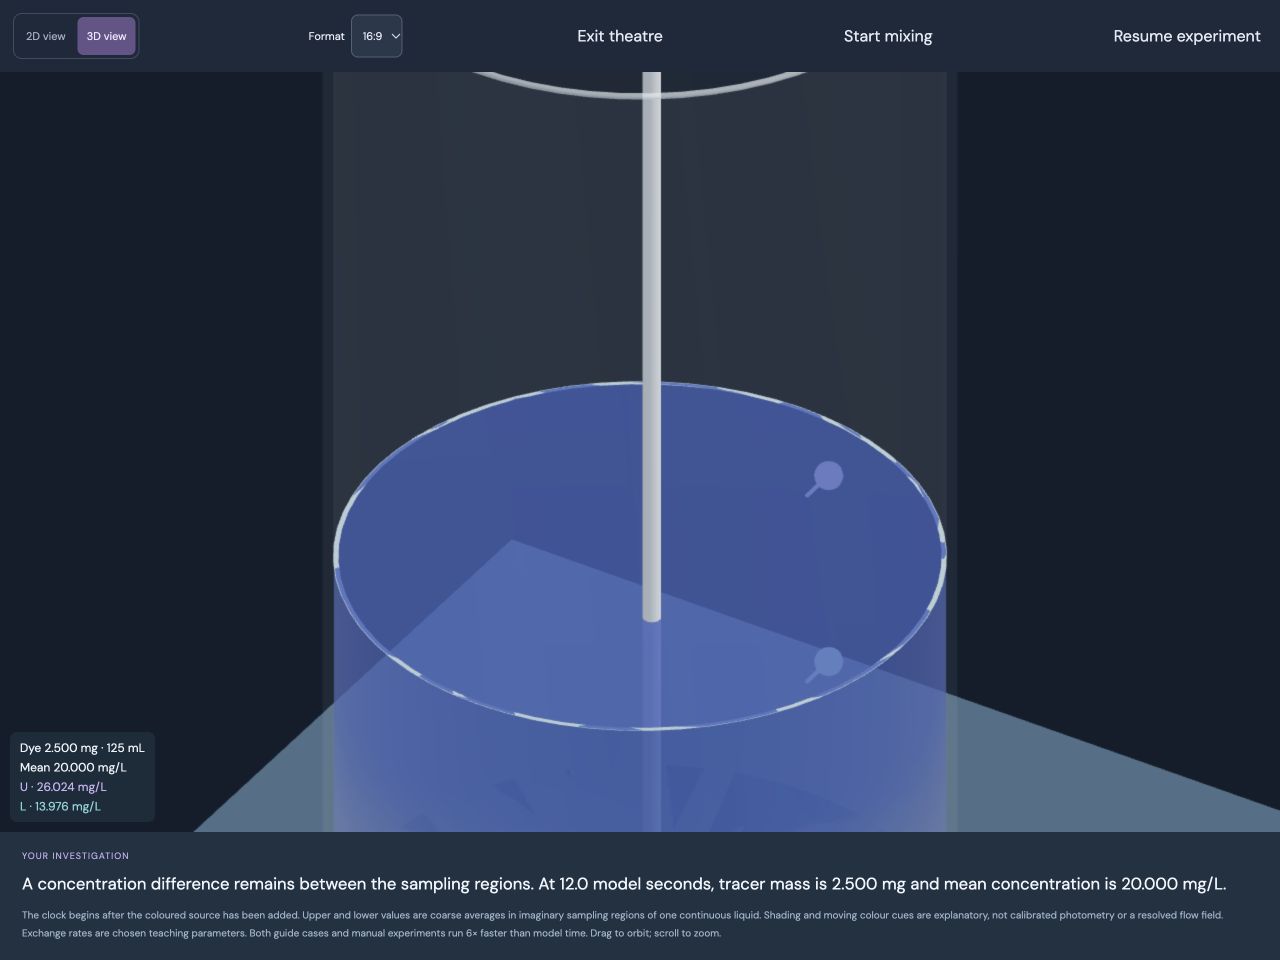 2D view
3D view
Format
16:9
Exit theatre
Start mixing
Resume experiment
Dye 2.500 mg · 125 mL
Mean 20.000 mg/L
U · 26.024 mg/L
L · 13.976 mg/L
YOUR INVESTIGATION
A concentration difference remains between the sampling regions. At 12.0 model seconds, tracer mass is 2.500 mg and mean concentration is 20.000 mg/L.
The clock begins after the coloured source has been added. Upper and lower values are coarse averages in imaginary sampling regions of one continuous liquid. Shading and moving colour cues are explanatory, not calibrated photometry or a resolved flow field.
Exchange rates are chosen teaching parameters. Both guide cases and manual experiments run 6× faster than model time. Drag to orbit; scroll to zoom.